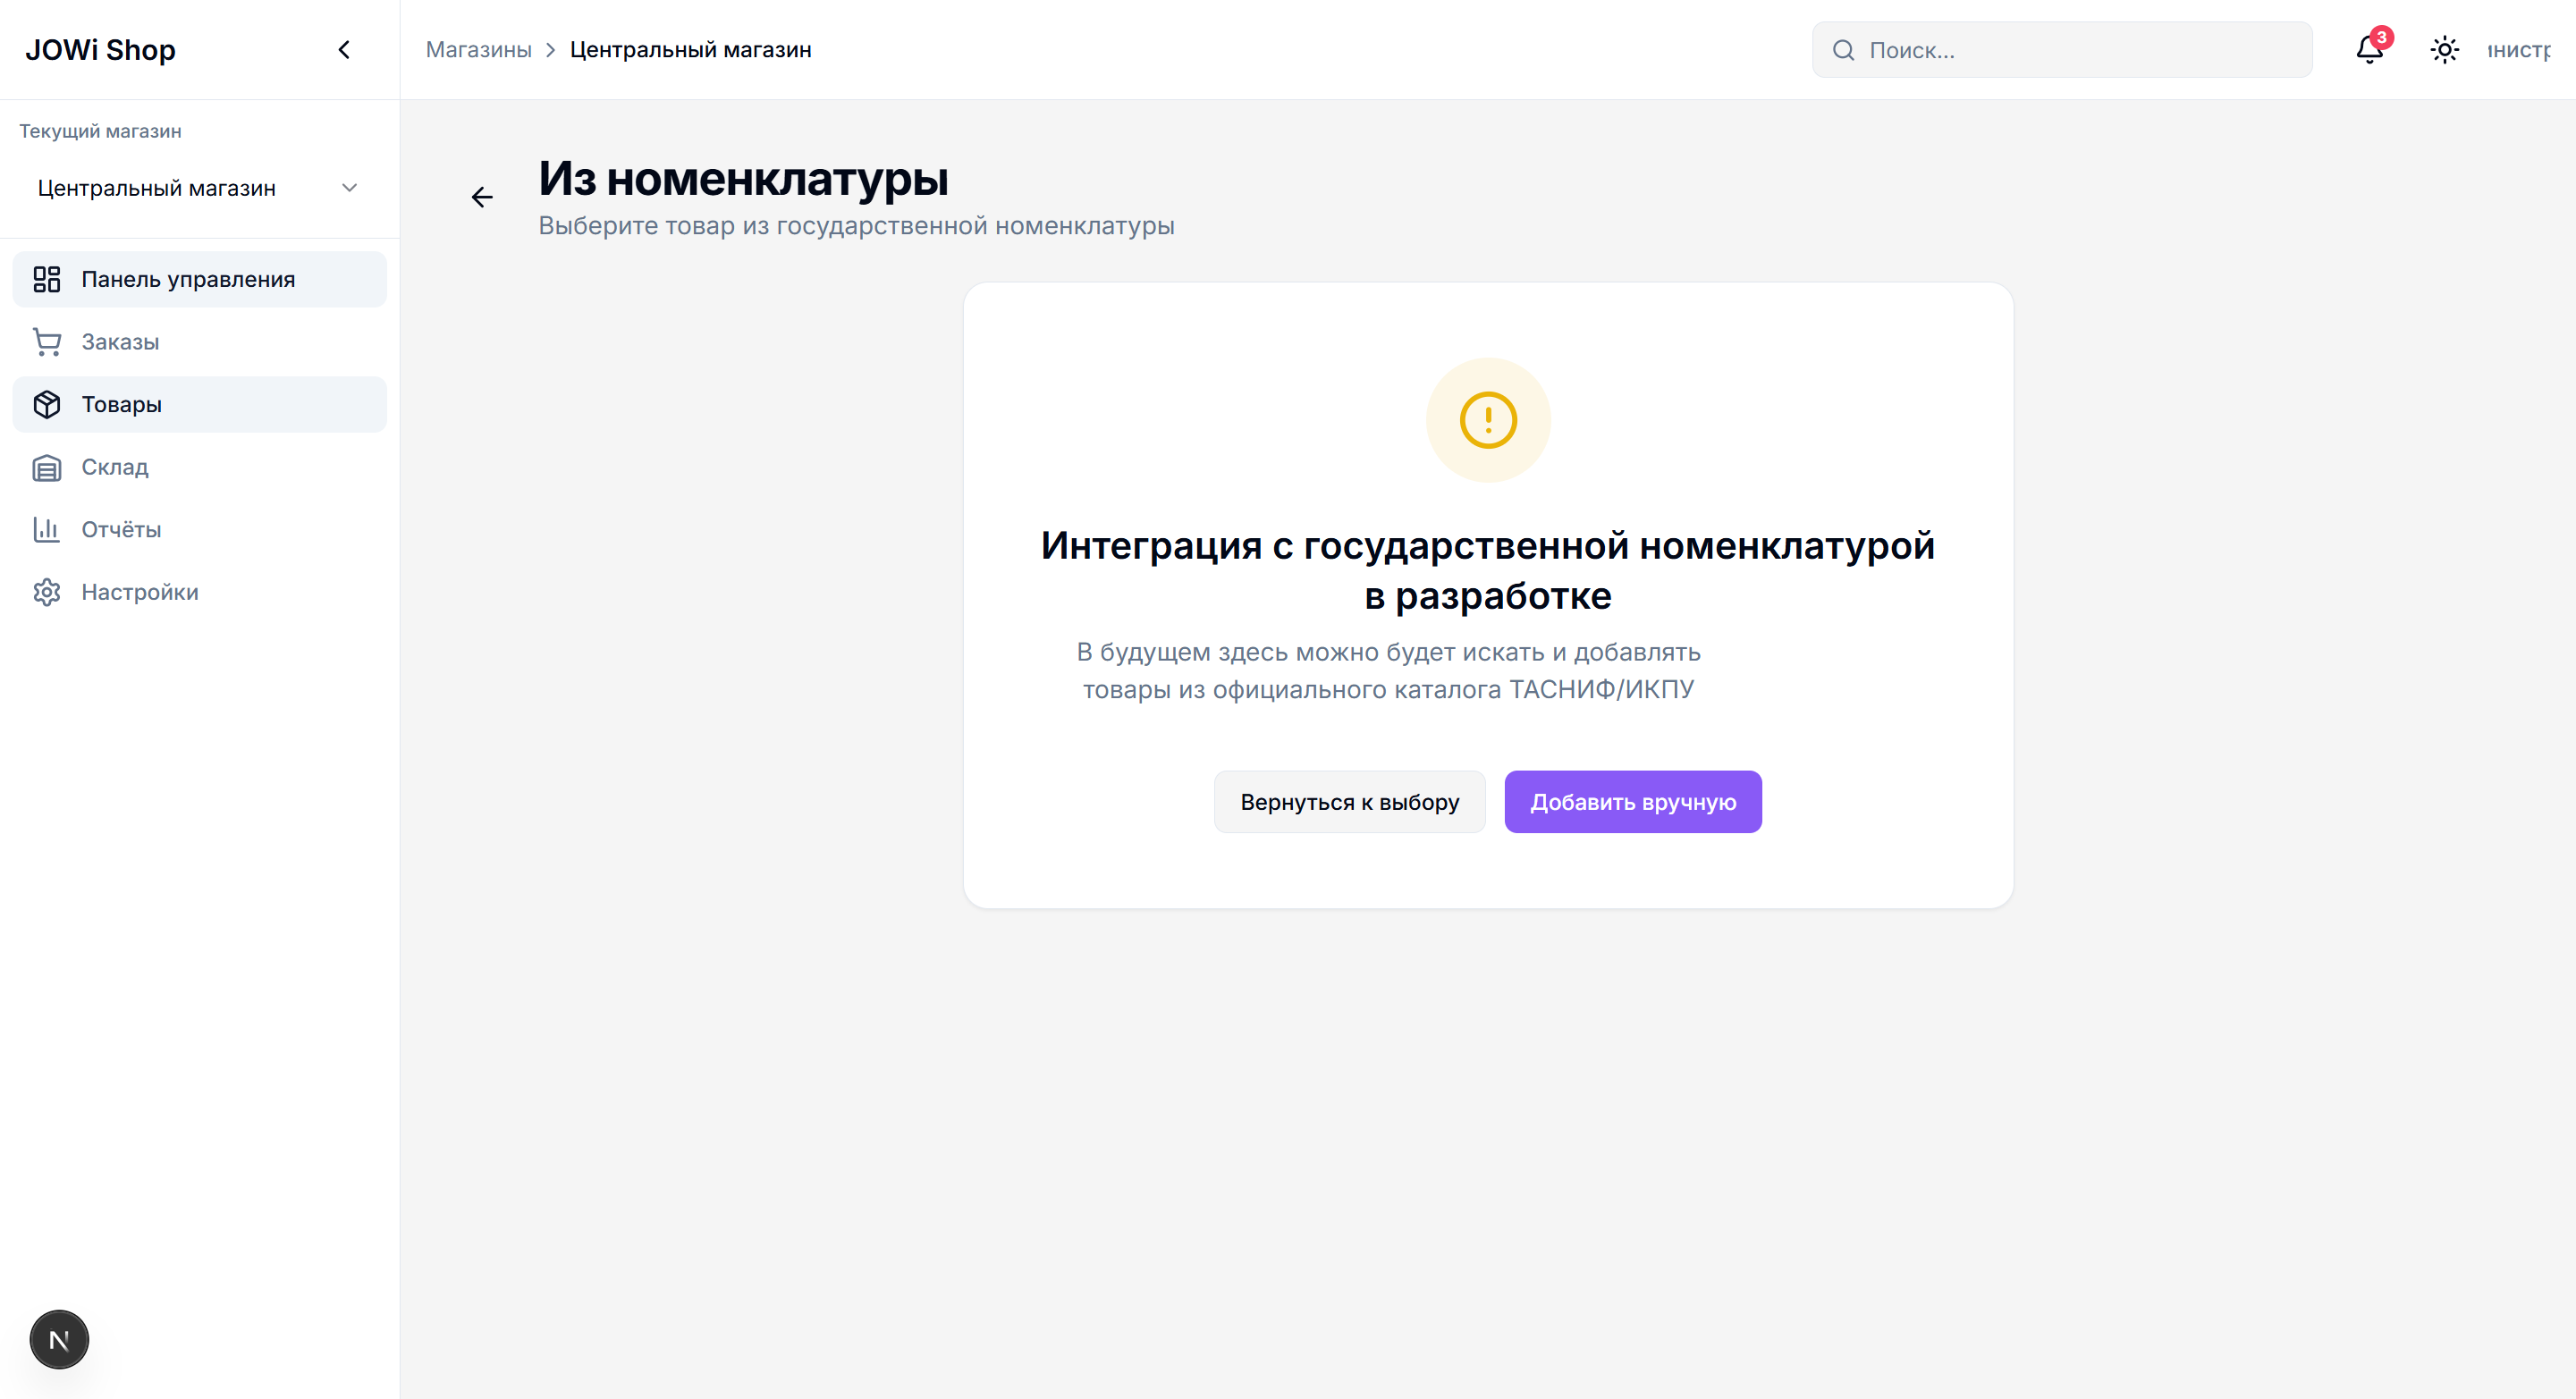 JOWi Shop
Магазины
Центральный магазин
Поиск...
3
Текущий магазин
Центральный магазин
Панель управления
Заказы
Товары
Склад
Отчёты
Настройки
Из номенклатуры
Выберите товар из государственной номенклатуры
Интеграция с государственной номенклатурой
в разработке
В будущем здесь можно будет искать и добавлять
товары из официального каталога ТАСНИФ/ИКПУ
Вернуться к выбору
Добавить вручную
N